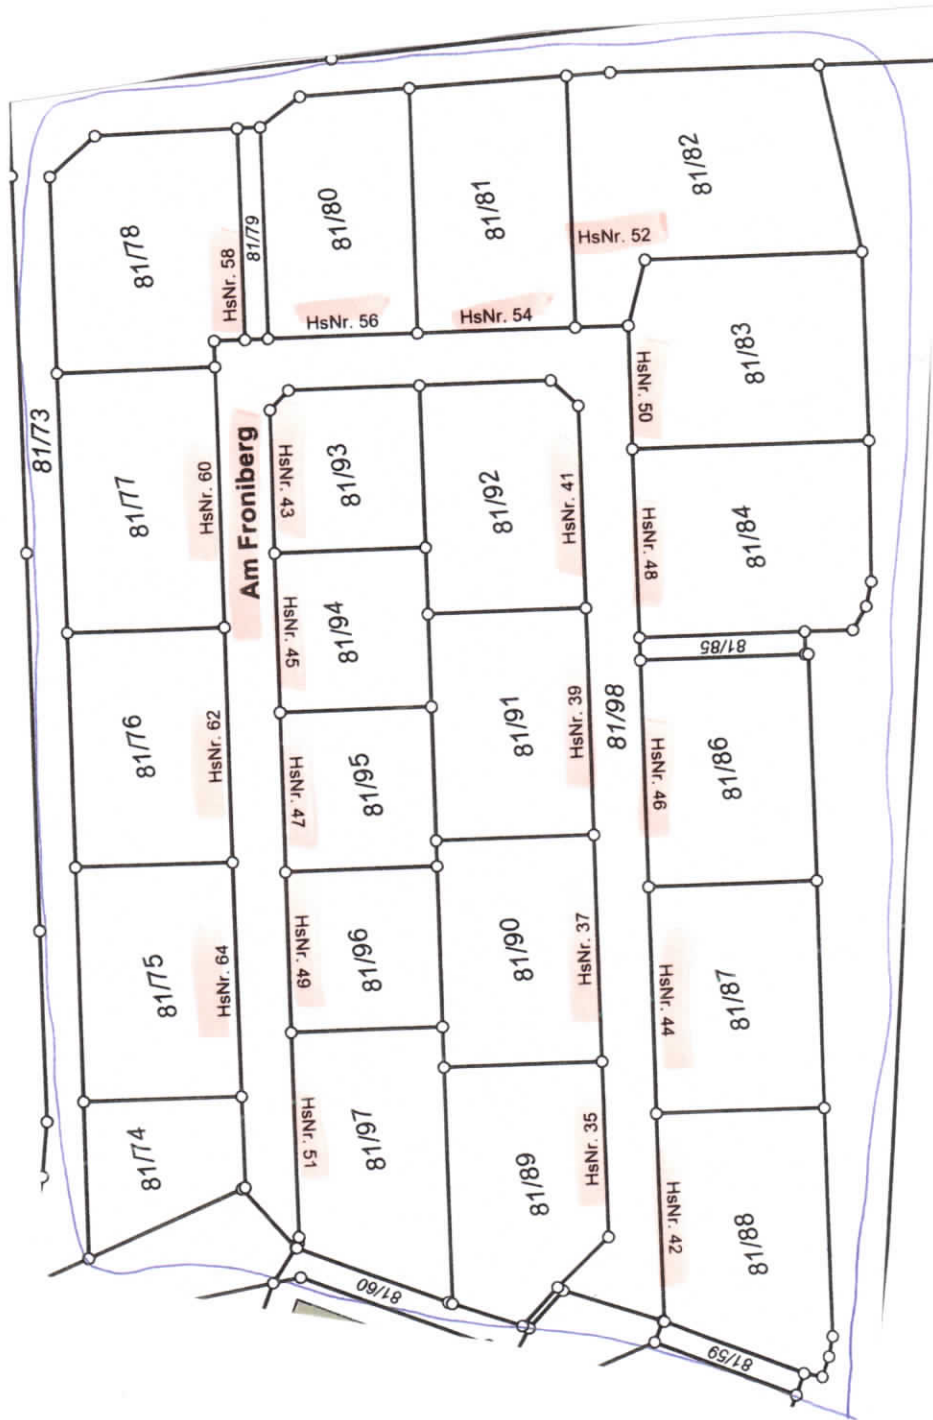 81/82
81/81
81/80
81/79
81/78
HsNr. 52
HsNr. 58
HsNr. 56
HsNr. 54
81/83
HsNr. 50
81/73
81/77
HsNr. 60
Am Froniberg
HsNr. 43
81/93
81/92
HsNr. 41
HsNr. 48
81/84
81/94
HsNr. 45
81/85
81/76
HsNr. 62
HsNr. 47
81/95
81/91
HsNr. 39
81/98
HsNr. 46
81/86
81/75
HsNr. 64
HsNr. 49
81/96
81/90
HsNr. 37
HsNr. 44
81/87
81/74
HsNr. 51
81/97
81/89
HsNr. 35
HsNr. 42
81/88
81/60
81/59